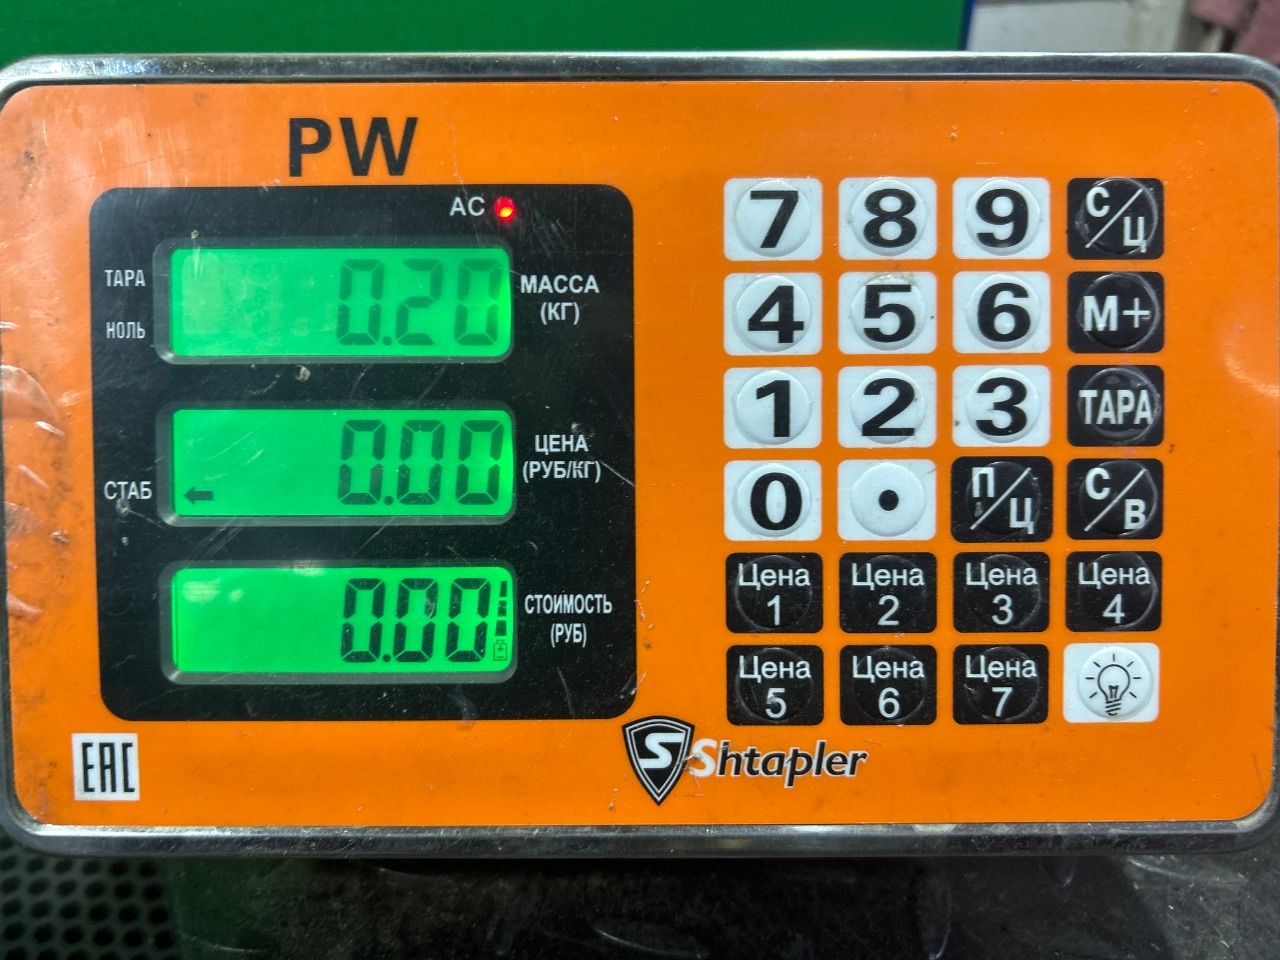 PW
AC
ТАРА
НОЛЬ
0.20
МАССА
(КГ)
СТАБ
0.00
ЦЕНА
(РУБ/КГ)
0.00
СТОИМОСТЬ
(РУБ)
7 8 9 С/Ц
4 5 6 М+
1 2 3 ТАРА
0 . П/Ц С/В
Цена 1 Цена 2 Цена 3 Цена 4
Цена 5 Цена 6 Цена 7
EAC
S Shtapler